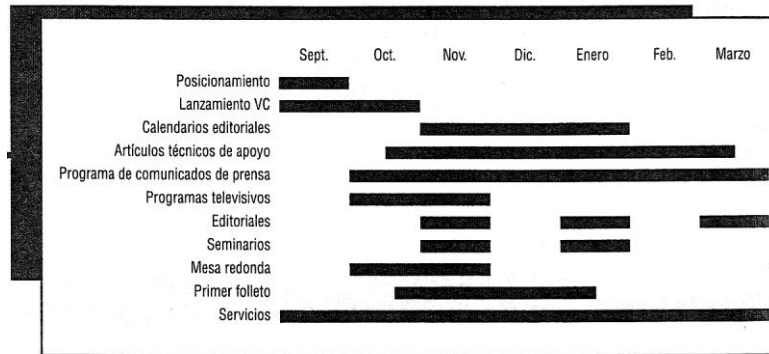 Sept. Oct. Nov. Dic. Enero Feb. Marzo
Posicionamiento
Lanzamiento VC
Calendarios editoriales
Artículos técnicos de apoyo
Programa de comunicados de prensa
Programas televisivos
Editoriales
Seminarios
Mesa redonda
Primer folleto
Servicios